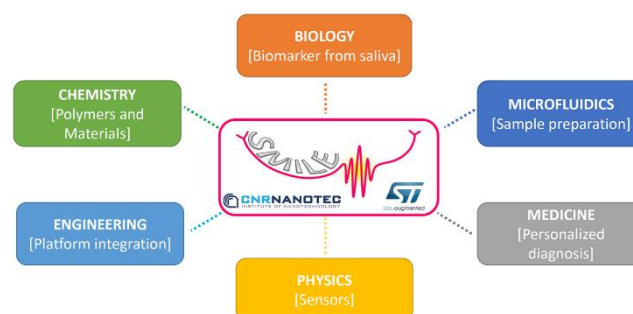 BIOLOGY
[Biomarker from saliva]
CHEMISTRY
[Polymers and
Materials]
MICROFLUIDICS
[Sample preparation]
SMILE
CNRNANOTEC
INSTITUTE OF NANOTECHNOLOGY
ST
life.augmented
ENGINEERING
[Platform integration]
MEDICINE
[Personalized
diagnosis]
PHYSICS
[Sensors]